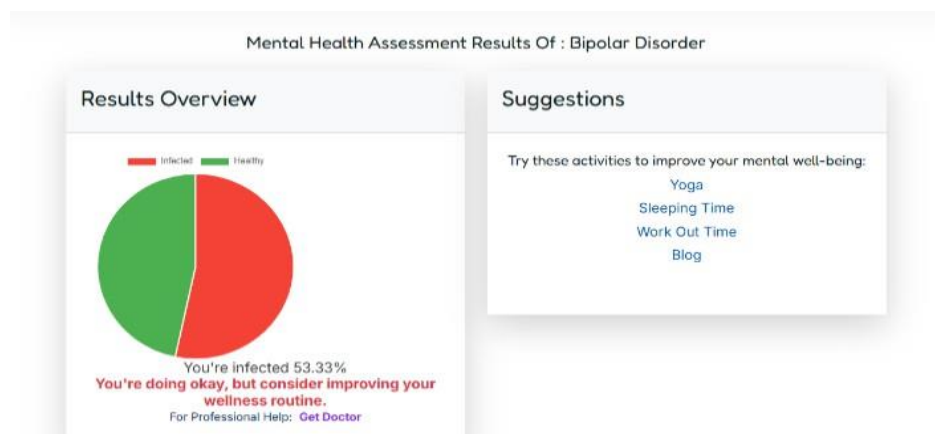 Mental Health Assessment Results Of : Bipolar Disorder
Results Overview
Infected Healthy
You're infected 53.33%
You're doing okay, but consider improving your
wellness routine.
For Professional Help: Get Doctor
Suggestions
Try these activities to improve your mental well-being:
Yoga
Sleeping Time
Work Out Time
Blog